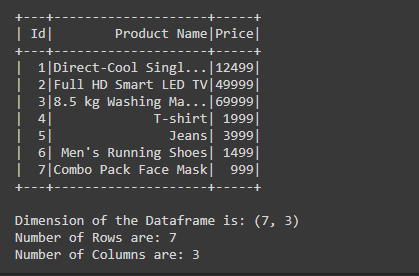 +---+--------------------+-----+
| Id|        Product Name|Price|
+---+--------------------+-----+
|  1|Direct-Cool Singl...|12499|
|  2|Full HD Smart LED TV|49999|
|  3|8.5 kg Washing Ma...|69999|
|  4|             T-shirt| 1999|
|  5|               Jeans| 3999|
|  6| Men's Running Shoes| 1499|
|  7|Combo Pack Face Mask|  999|
+---+--------------------+-----+
Dimension of the Dataframe is: (7, 3)
Number of Rows are: 7
Number of Columns are: 3